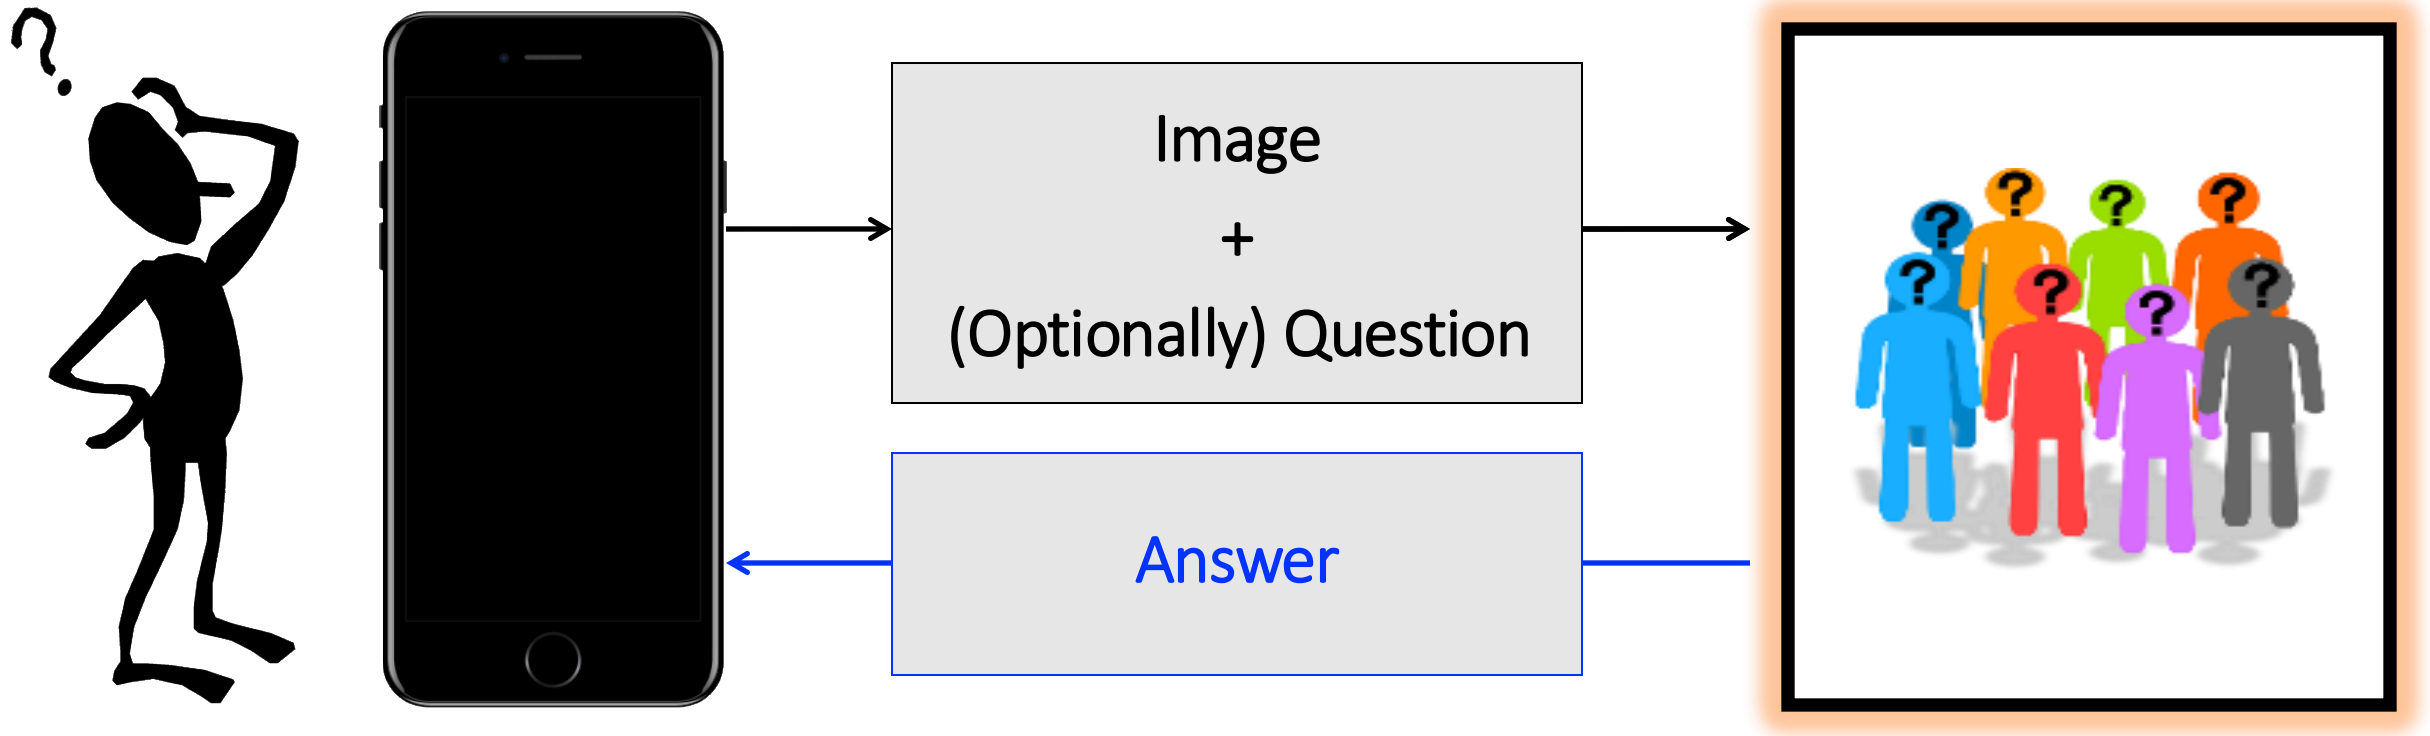 ?
Image
+
(Optionally) Question
Answer
? ? ? ?
? ? ? ?